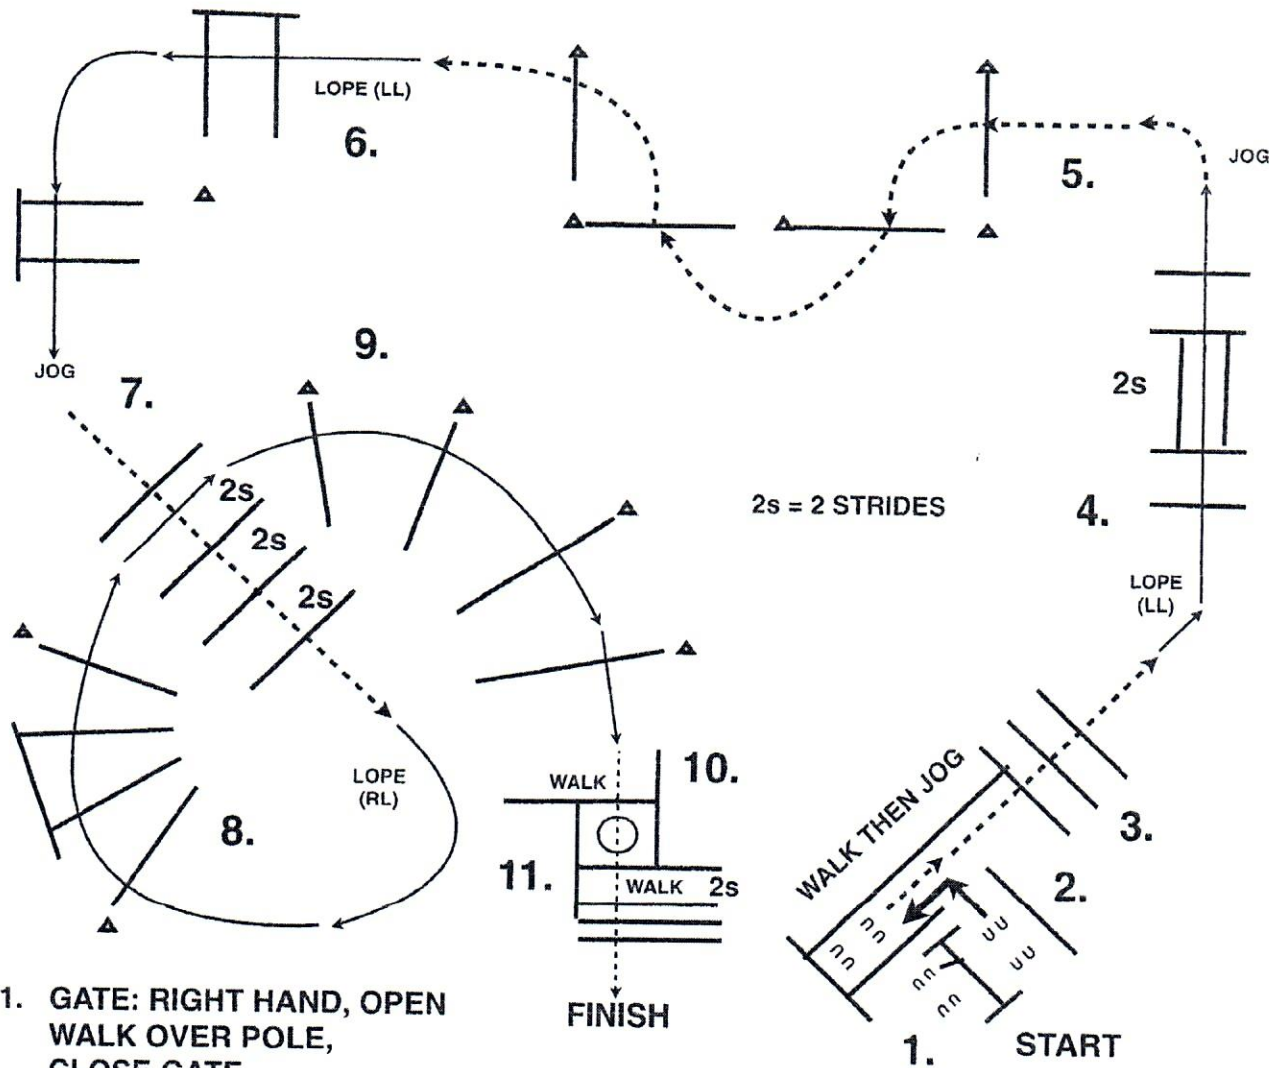 LOPE (LL)
6.
5.
JOG
JOG
7.
9.
2s
2s
2s
2s
2s = 2 STRIDES
4.
LOPE
(LL)
LOPE
(RL)
8.
WALK
10.
11.
WALK 2s
WALK THEN JOG
3.
2.
FINISH
1.
START
1. GATE: RIGHT HAND, OPEN
WALK OVER POLE,
CLOSE GATE